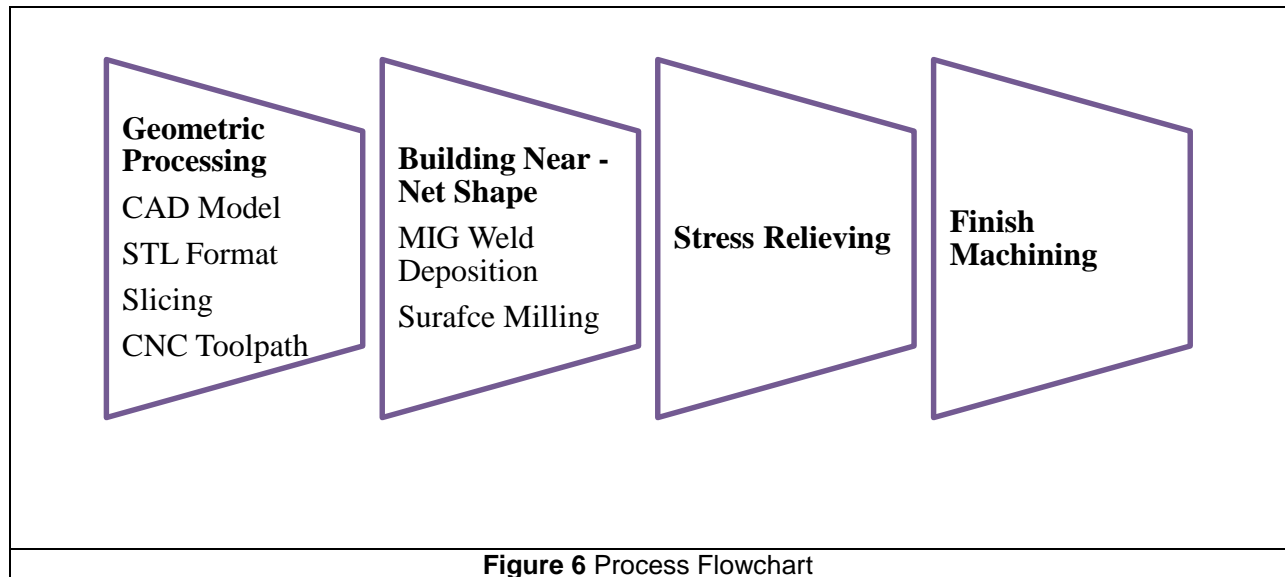 Geometric
Processing
CAD Model
STL Format
Slicing
CNC Toolpath
Building Near -
Net Shape
MIG Weld
Deposition
Surafce Milling
Stress Relieving
Finish
Machining
Figure 6 Process Flowchart